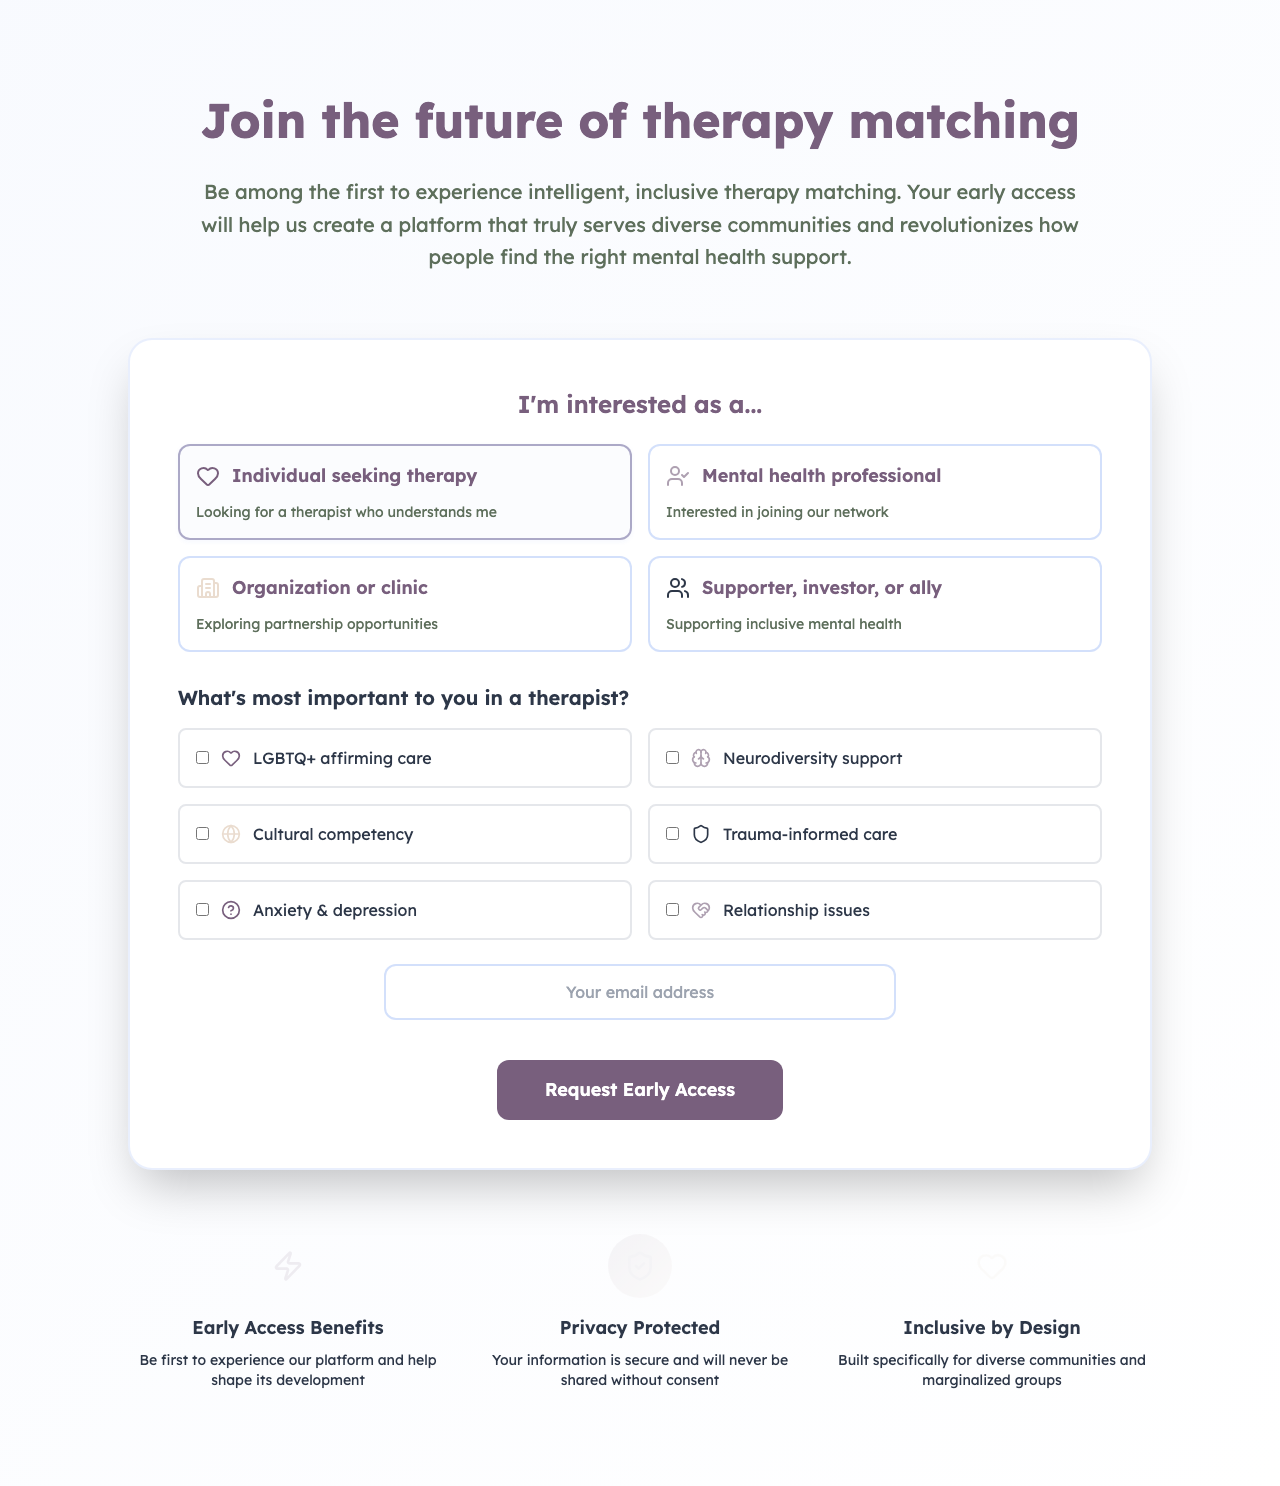 Join the future of therapy matching
Be among the first to experience intelligent, inclusive therapy matching. Your early access
will help us create a platform that truly serves diverse communities and revolutionizes how
people find the right mental health support.
I'm interested as a...
Individual seeking therapy
Looking for a therapist who understands me
Mental health professional
Interested in joining our network
Organization or clinic
Exploring partnership opportunities
Supporter, investor, or ally
Supporting inclusive mental health
What's most important to you in a therapist?
LGBTQ+ affirming care
Neurodiversity support
Cultural competency
Trauma-informed care
Anxiety & depression
Relationship issues
Your email address
Request Early Access
Early Access Benefits
Be first to experience our platform and help
shape its development
Privacy Protected
Your information is secure and will never be
shared without consent
Inclusive by Design
Built specifically for diverse communities and
marginalized groups